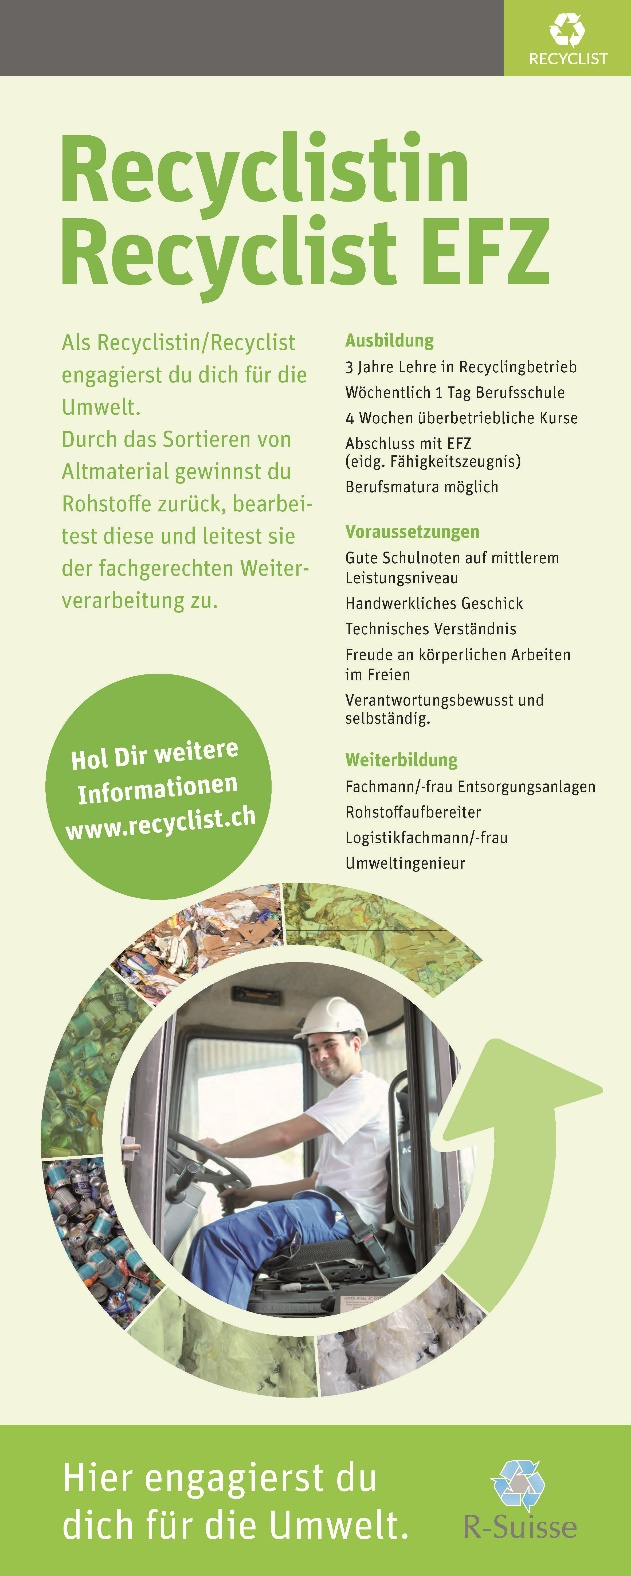 RECYCLIST
Recyclistin
Recyclist EFZ
Als Recyclistin/Recyclist
engagierst du dich für die
Umwelt.
Durch das Sortieren von
Altmaterial gewinnst du
Rohstoffe zurück, bearbei-
test diese und leitest sie
der fachgerechten Weiter-
verarbeitung zu.
Ausbildung
3 Jahre Lehre in Recyclingbetrieb
Wöchentlich 1 Tag Berufsschule
4 Wochen überbetriebliche Kurse
Abschluss mit EFZ
(eidg. Fähigkeitszeugnis)
Berufsmatura möglich
Voraussetzungen
Gute Schulnoten auf mittlerem
Leistungsniveau
Handwerkliches Geschick
Technisches Verständnis
Freude an körperlichen Arbeiten
im Freien
Verantwortungsbewusst und
selbständig.
Weiterbildung
Fachmann/-frau Entsorgungsanlagen
Rohstoffaufbereiter
Logistikfachmann/-frau
Umweltingenieur
Hol Dir weitere
Informationen
www.recyclist.ch
Hier engagierst du
dich für die Umwelt.
R-Suisse